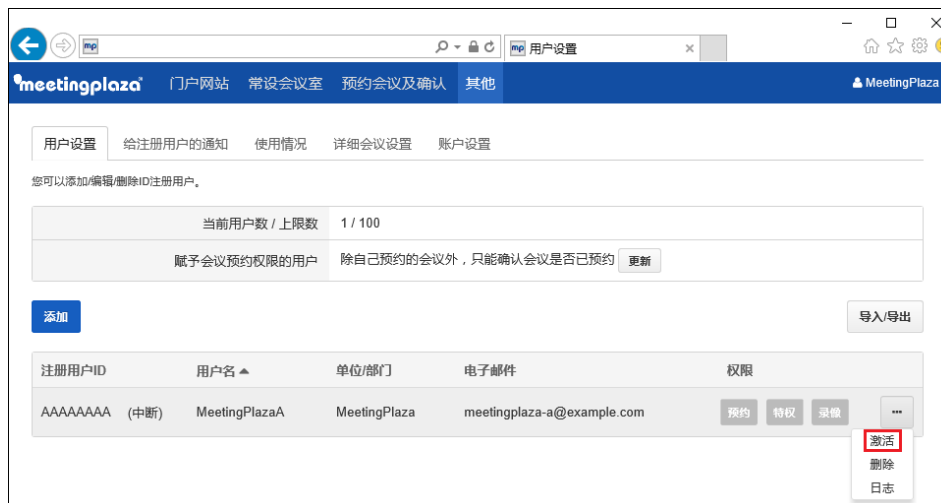 mp
mp 用户设置
meetingplaza 门户网站 常设会议室 预约会议及确认 其他 MeetingPlaza
用户设置 给注册用户的通知 使用情况 详细会议设置 账户设置
您可以添加/编辑/删除ID注册用户。
当前用户数 / 上限数 1 / 100
赋予会议预约权限的用户 除自己预约的会议外，只能确认会议是否已预约 更新
添加 导入/导出
注册用户ID 用户名 单位/部门 电子邮件 权限
AAAAAAAA (中断) MeetingPlazaA MeetingPlaza meetingplaza-a@example.com 预约 特权 录像 ...
激活
删除
日志